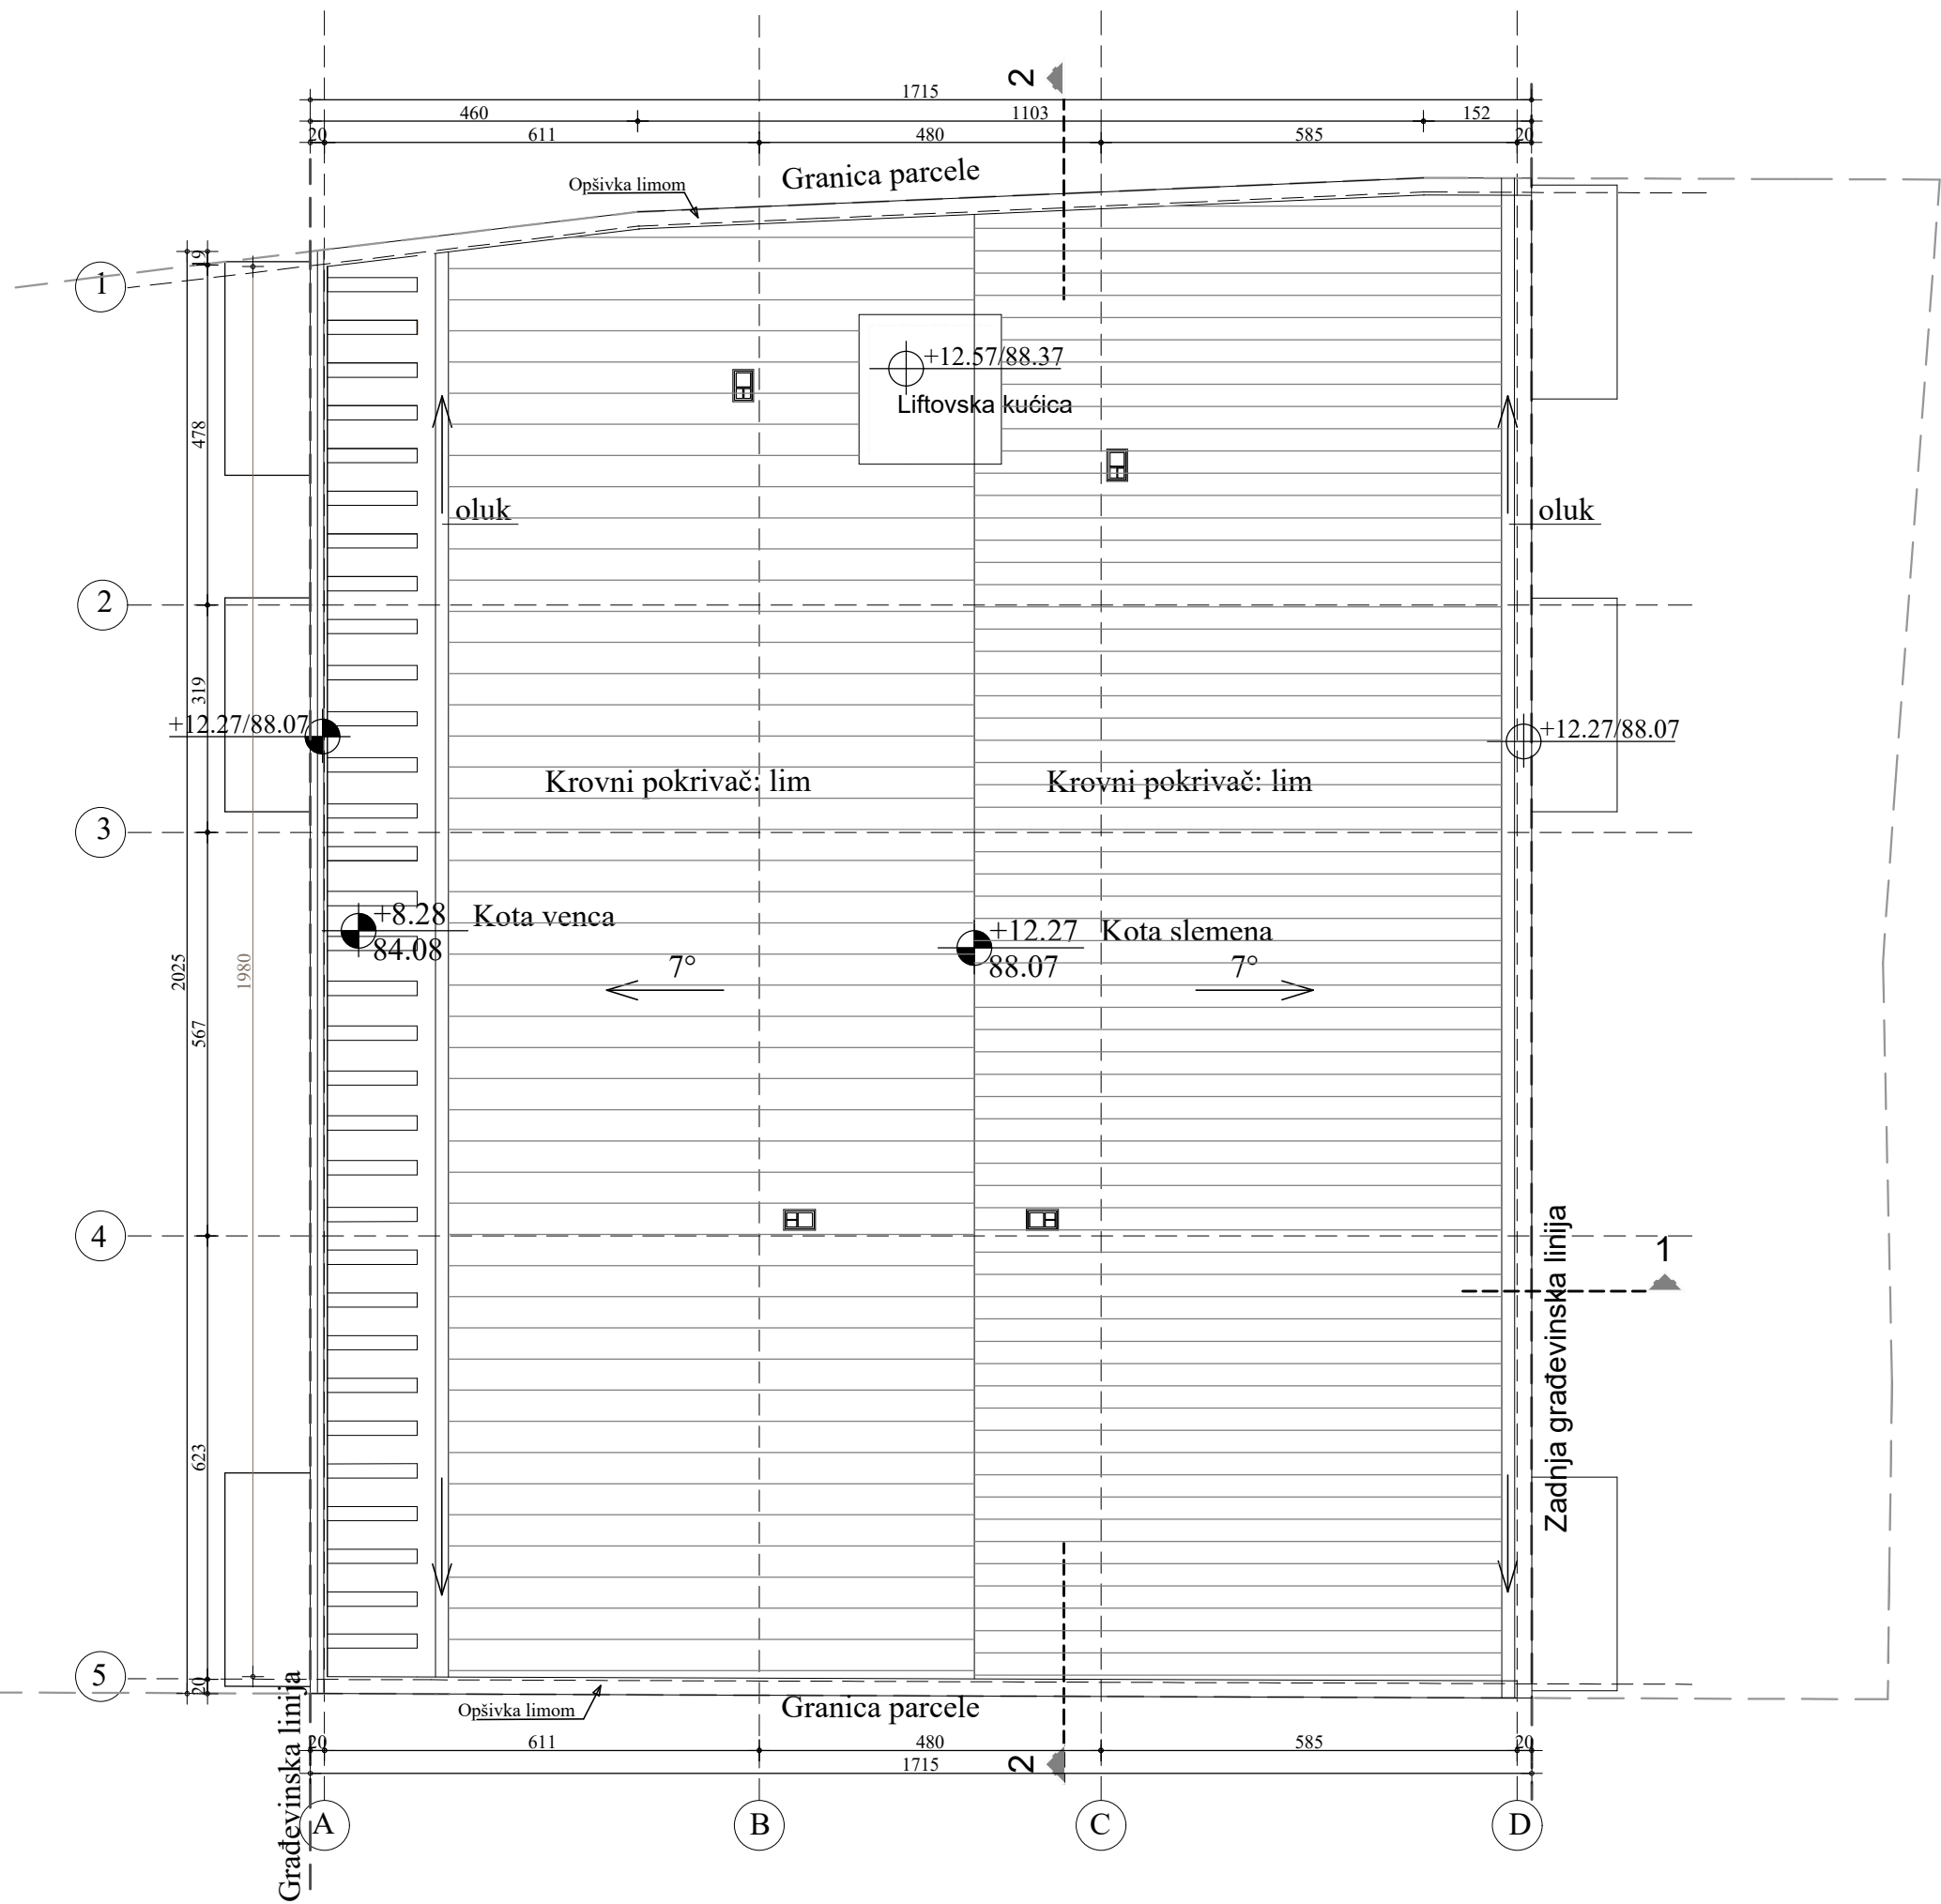 2
1715
460
1103
152
20
611
480
585
20
Granica parcele
Opšivka limom
19
1
+12.57/88.37
Liftovska kućica
478
oluk
oluk
2
319
+12.27/88.07
+12.27/88.07
Krovni pokrivač: lim
Krovni pokrivač: lim
3
+8.28
84.08
Kota venca
+12.27
88.07
Kota slemena
7°
7°
2025
1980
567
4
1
Zadnja građevinska linija
623
5
20
Građevinska linija
Opšivka limom
Granica parcele
20
611
480
585
20
1715
2
A
B
C
D